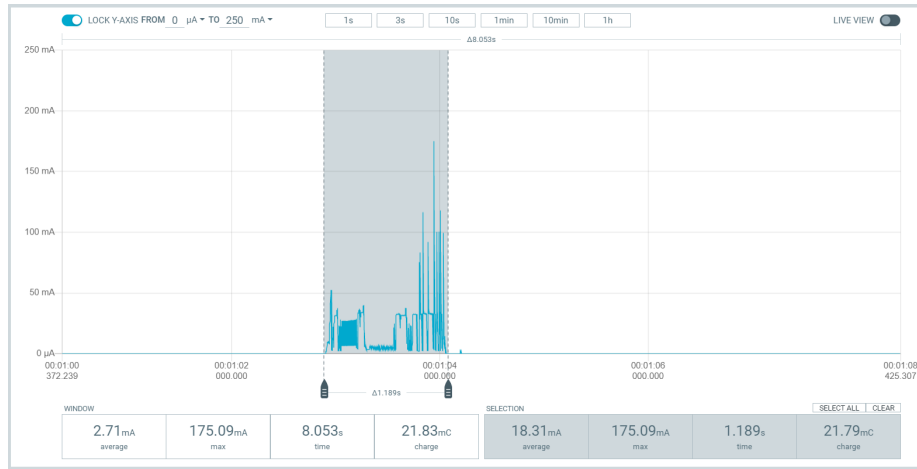 LOCK Y-AXIS FROM 0 µA TO 250 mA 1s 3s 10s 1min 10min 1h LIVE VIEW
Δ8.053s
250 mA
200 mA
150 mA
100 mA
50 mA
0 µA
00:01:00 00:01:02 00:01:04 00:01:06 00:01:08
372.239 000.000 000.000 000.000 425.307
Δ1.189s
WINDOW SELECTION SELECT ALL CLEAR
2.71mA 175.09mA 8.053s 21.83mC 18.31mA 175.09mA 1.189s 21.79mC
average max time charge average max time charge